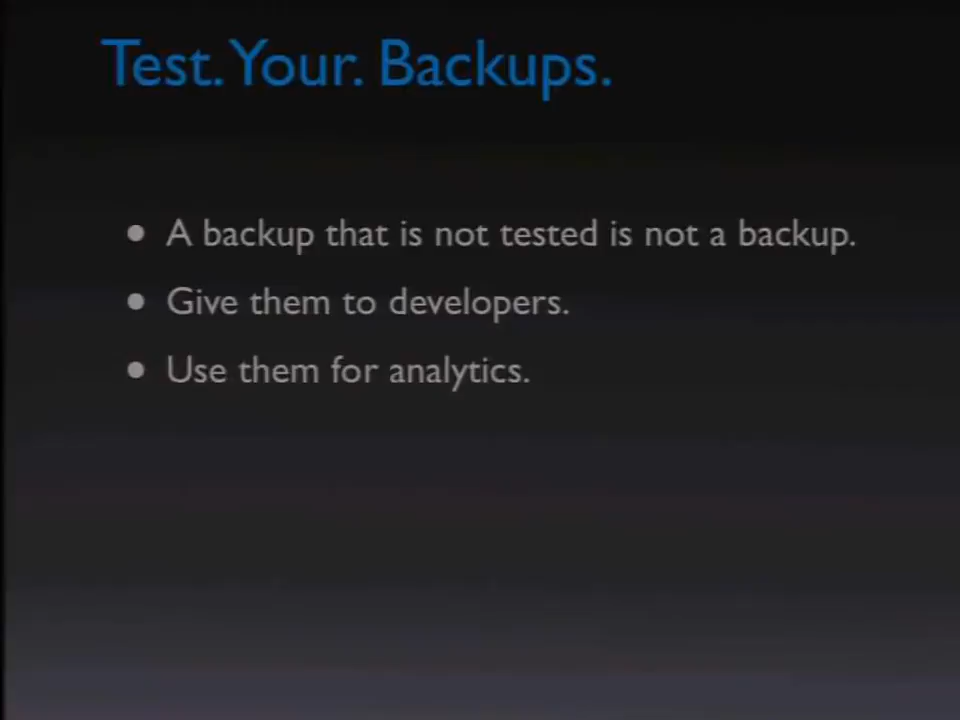 Test. Your. Backups.
• A backup that is not tested is not a backup.
• Give them to developers.
• Use them for analytics.